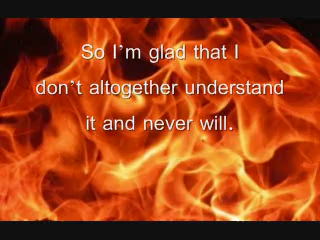 So I’m glad that I
don’t altogether understand
it and never will.